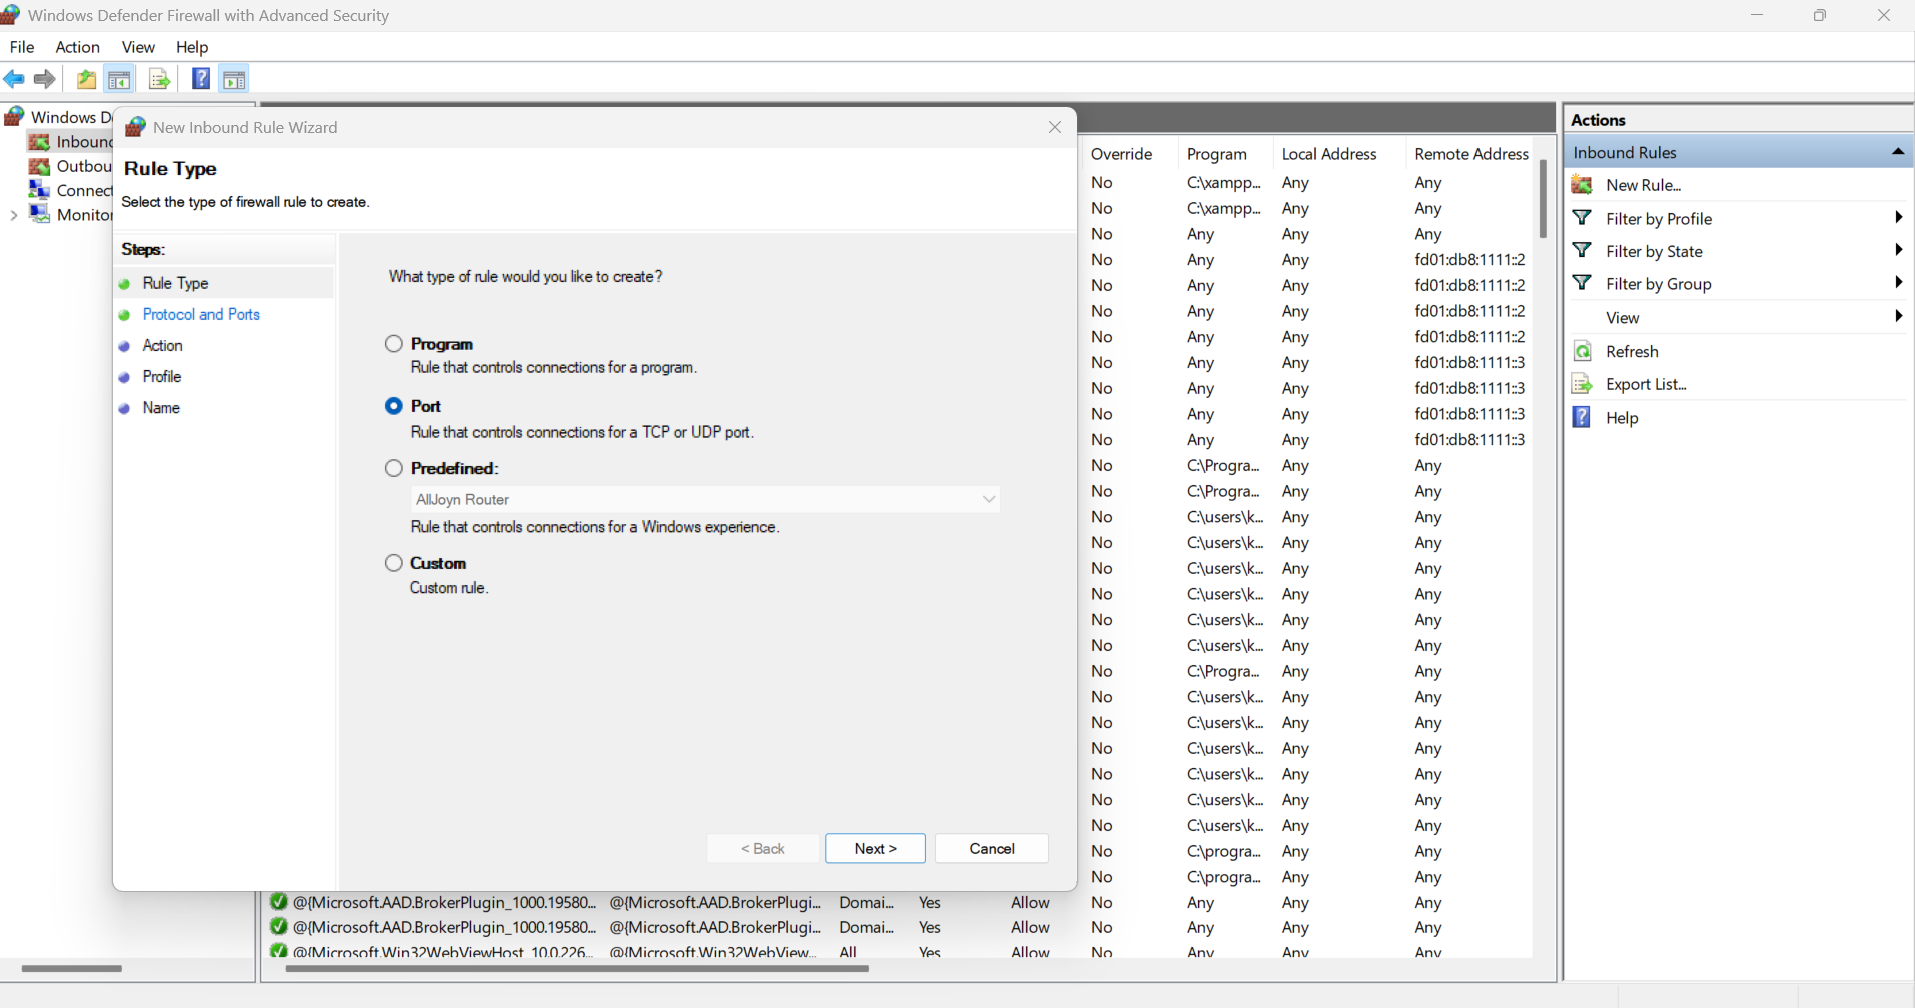 Windows Defender Firewall with Advanced Security
File Action View Help
Windows D
Inbound
Outbou
Connect
Monitor
New Inbound Rule Wizard
Rule Type
Select the type of firewall rule to create.
Steps:
Rule Type
Protocol and Ports
Action
Profile
Name
What type of rule would you like to create?
Program
Rule that controls connections for a program.
Port
Rule that controls connections for a TCP or UDP port.
Predefined:
AllJoyn Router
Rule that controls connections for a Windows experience.
Custom
Custom rule.
< Back Next > Cancel
Override Program Local Address Remote Address
No C:\xampp... Any Any
No C:\xampp... Any Any
No Any Any Any
No Any Any fd01:db8:1111::2
No Any Any fd01:db8:1111::2
No Any Any fd01:db8:1111::2
No Any Any fd01:db8:1111::2
No Any Any fd01:db8:1111::3
No Any Any fd01:db8:1111::3
No Any Any fd01:db8:1111::3
No Any Any fd01:db8:1111::3
No C:\Progra... Any Any
No C:\Progra... Any Any
No C:\users\k... Any Any
No C:\users\k... Any Any
No C:\users\k... Any Any
No C:\users\k... Any Any
No C:\users\k... Any Any
No C:\users\k... Any Any
No C:\Progra... Any Any
No C:\users\k... Any Any
No C:\users\k... Any Any
No C:\users\k... Any Any
No C:\users\k... Any Any
No C:\users\k... Any Any
No C:\users\k... Any Any
No C:\progra... Any Any
No C:\progra... Any Any
@{Microsoft.AAD.BrokerPlugin_1000.19580... @{Microsoft.AAD.BrokerPlugi... Domai... Yes Allow No Any Any Any
@{Microsoft.AAD.BrokerPlugin_1000.19580... @{Microsoft.AAD.BrokerPlugi... Domai... Yes Allow No Any Any Any
@{Microsoft.Win32WebViewHost_10.0.226... @{Microsoft.Win32WebView... All Yes Allow No Any Any Any
Actions
Inbound Rules
New Rule...
Filter by Profile
Filter by State
Filter by Group
View
Refresh
Export List...
Help